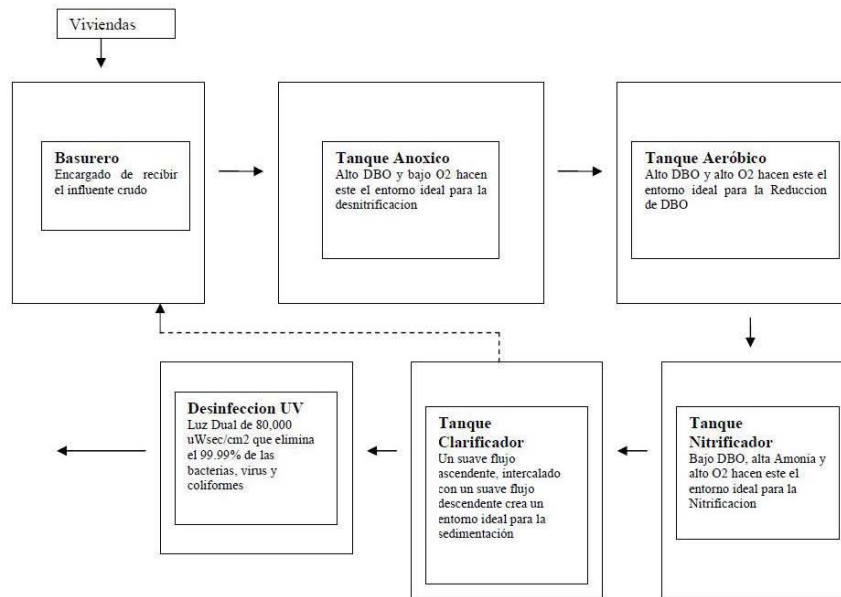 Viviendas
Basurero
Encargado de recibir
el influente crudo
Tanque Anoxico
Alto DBO y bajo O2 hacen
este el entorno ideal para la
desnitrificacion
Tanque Aeróbico
Alto DBO y alto O2 hacen este el
entorno ideal para la Reduccion
de DBO
Desinfeccion UV
Luz Dual de 80,000
uWsec/cm2 que elimina
el 99.99% de las
bacterias, virus y
coliformes
Tanque
Clarificador
Un suave flujo
ascendente, intercalado
con un suave flujo
descendente crea un
entorno ideal para la
sedimentación
Tanque
Nitrificador
Bajo DBO, alta Amonia y
alto O2 hacen este el
entorno ideal para la
Nitrificacion